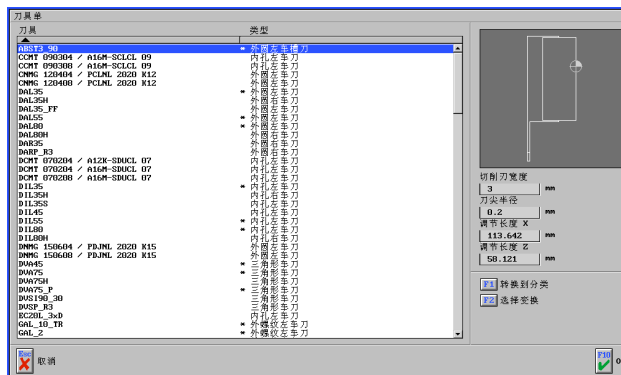 刀具单
刀具 类型
ABST3_90 * 外圆左车槽刀
CCMT 090304 / A16M-SCLCL 09 内孔左车刀
CCMT 090308 / A16M-SCLCL 09 内孔左车刀
CNMG 120404 / PCLNL 2020 K12 外圆左车刀
CNMG 120408 / PCLNL 2020 K12 外圆左车刀
DAL35 * 外圆左车刀
DAL35H 外圆右车刀
DAL35_FF 外圆左车刀
DAL55 * 外圆左车刀
DAL80 * 外圆左车刀
DAL80H 外圆右车刀
DAR35 外圆右车刀
DARP_R3 外圆右车刀
DCMT 070204 / A12K-SDUCL 07 内孔左车刀
DCMT 070204 / A16M-SDUCL 07 内孔左车刀
DCMT 070208 / A16M-SDUCL 07 内孔左车刀
DIL35 * 内孔左车刀
DIL35H 内孔右车刀
DIL35S 内孔左车刀
DIL45 内孔左车刀
DIL55 * 内孔左车刀
DIL80 * 内孔左车刀
DIL80H 内孔右车刀
DNMG 150604 / PDJNL 2020 K15 外圆左车刀
DNMG 150608 / PDJNL 2020 K15 外圆左车刀
DVA45 * 三角形车刀
DVA75 * 三角形车刀
DVA75H 三角形车刀
DVA75_P * 三角形车刀
DVSI90_30 三角形车刀
DVSP_R3 三角形车刀
EC20L_3xD 内孔左车刀
GAL_10_TR * 外螺纹左车刀
GAL_2 * 外螺纹左车刀
切削刃宽度
3 mm
刀尖半径
0.2 mm
调节长度 X
113.642 mm
调节长度 Z
58.121 mm
F1 转换到分类
F2 选择变换
Esc 取消
F10